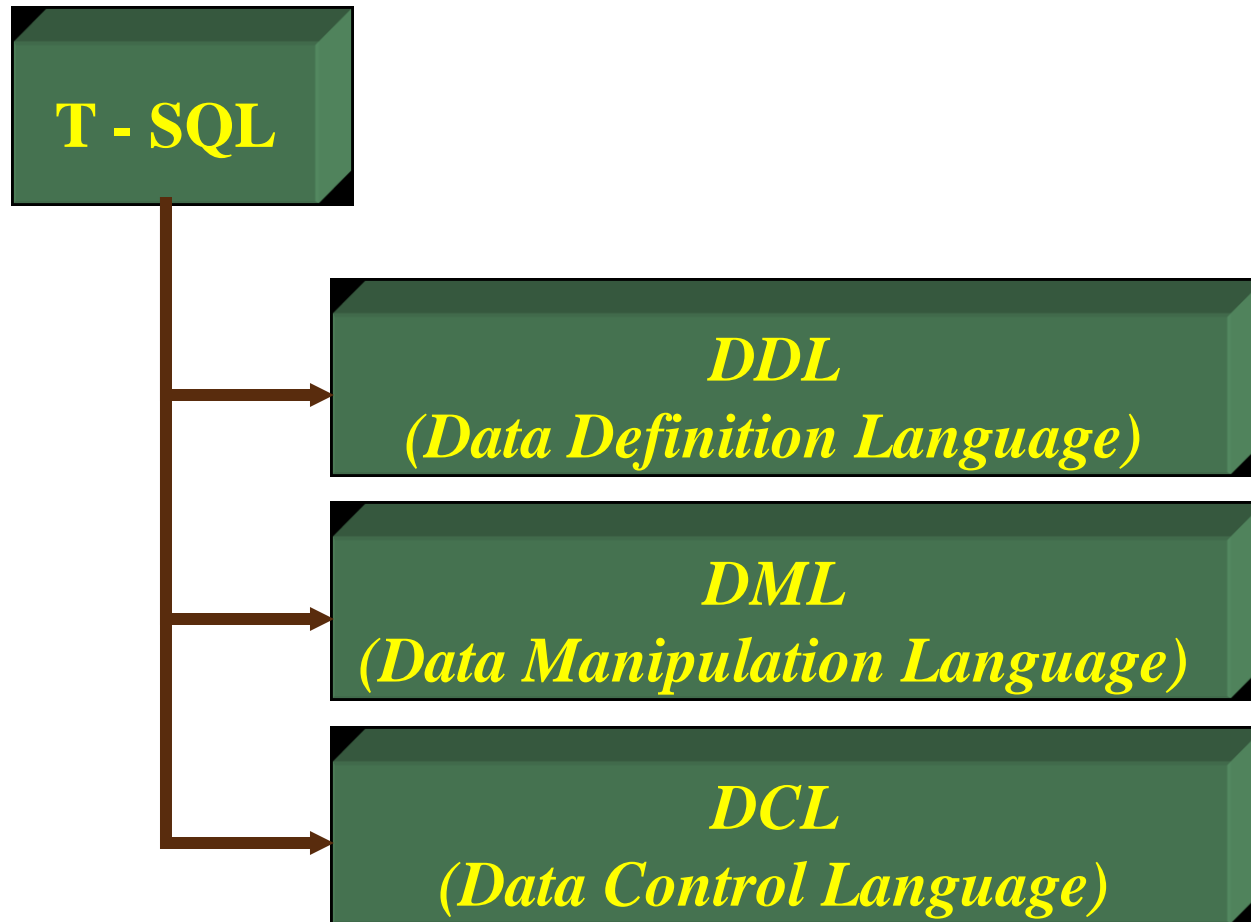 T - SQL
DDL
(Data Definition Language)
DML
(Data Manipulation Language)
DCL
(Data Control Language)